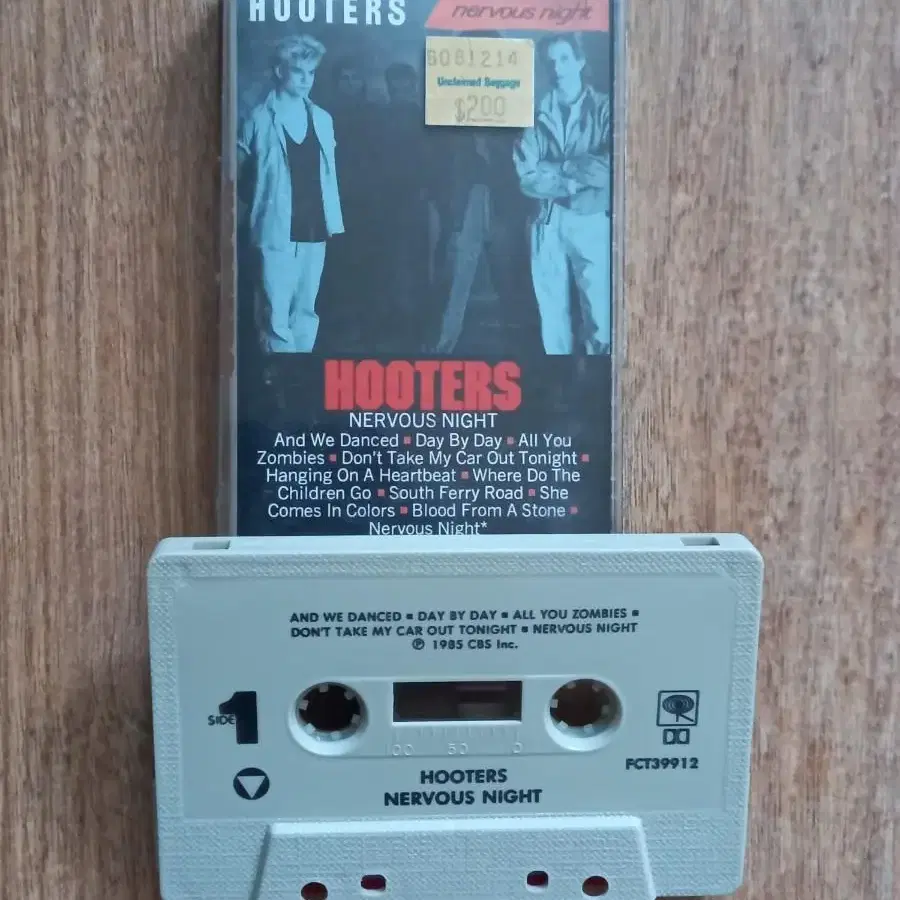 HOOTERS
nervous night
6081214
Unclaimed Baggage
$2.00
HOOTERS
NERVOUS NIGHT
And We Danced ▪ Day By Day ▪ All You
Zombies ▪ Don't Take My Car Out Tonight ▪
Hanging On A Heartbeat ▪ Where Do The
Children Go ▪ South Ferry Road ▪ She
Comes In Colors ▪ Blood From A Stone ▪
Nervous Night*
AND WE DANCED ▪ DAY BY DAY ▪ ALL YOU ZOMBIES ▪
DON'T TAKE MY CAR OUT TONIGHT ▪ NERVOUS NIGHT
℗ 1985 CBS Inc.
SIDE 1
100 50 0
FCT39912
HOOTERS
NERVOUS NIGHT